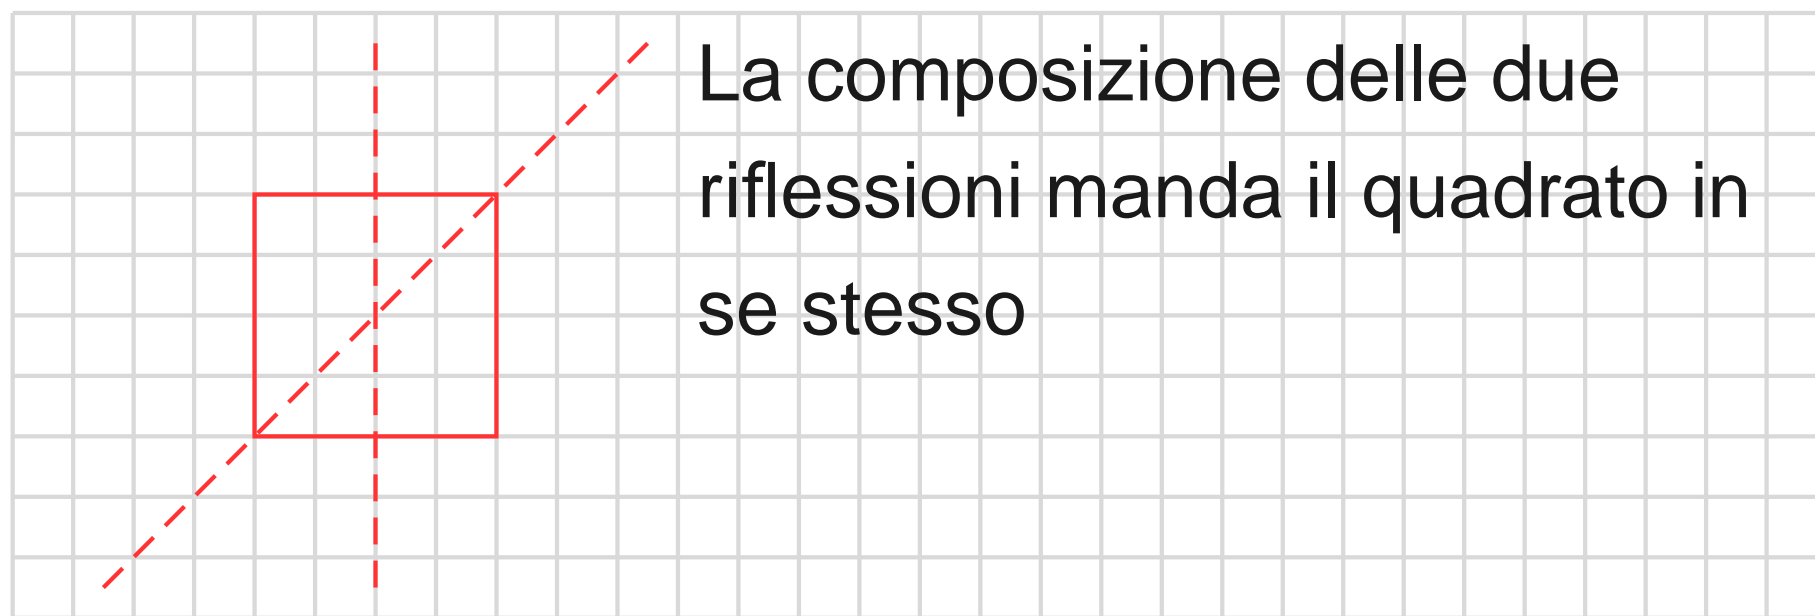 La composizione delle due
riflessioni manda il quadrato in
se stesso